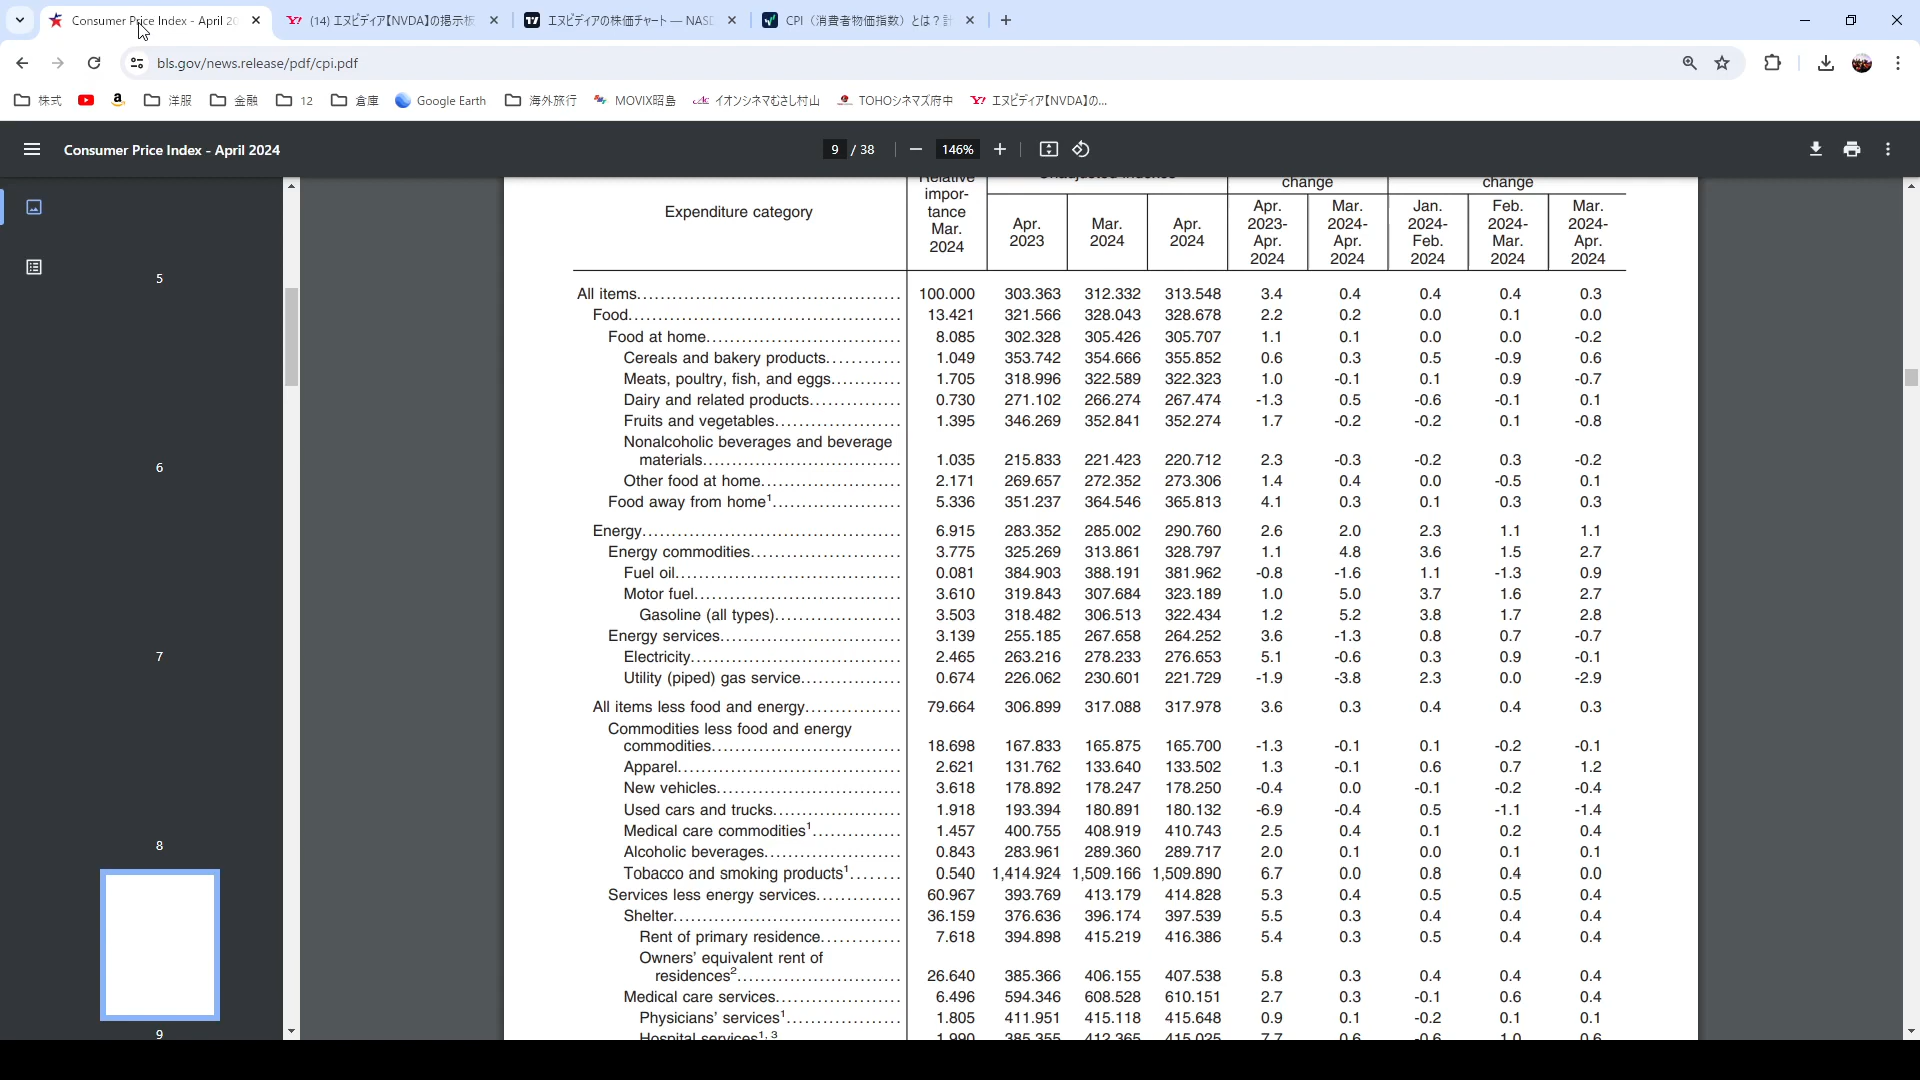 Consumer Price Index - April 20
(14) エヌビディア【NVDA】の掲示板
エヌビディアの株価チャート — NASD
CPI（消費者物価指数）とは？計
bls.gov/news.release/pdf/cpi.pdf
株式 洋服 金融 12 倉庫 Google Earth 海外旅行 MOVIX昭島 イオンシネマむさし村山 TOHOシネマズ府中 エヌビディア【NVDA】の...
Consumer Price Index - April 2024
9 / 38
146%
5
6
7
8
9
Expenditure category
Relative
impor-
tance
Mar.
2024
Unadjusted indexes
Apr.
2023
Mar.
2024
Apr.
2024
change
Apr.
2023-
Apr.
2024
Mar.
2024-
Apr.
2024
change
Jan.
2024-
Feb.
2024
Feb.
2024-
Mar.
2024
Mar.
2024-
Apr.
2024
All items 100.000 303.363 312.332 313.548 3.4 0.4 0.4 0.4 0.3
Food 13.421 321.566 328.043 328.678 2.2 0.2 0.0 0.1 0.0
Food at home 8.085 302.328 305.426 305.707 1.1 0.1 0.0 0.0 -0.2
Cereals and bakery products 1.049 353.742 354.666 355.852 0.6 0.3 0.5 -0.9 0.6
Meats, poultry, fish, and eggs 1.705 318.996 322.589 322.323 1.0 -0.1 0.1 0.9 -0.7
Dairy and related products 0.730 271.102 266.274 267.474 -1.3 0.5 -0.6 -0.1 0.1
Fruits and vegetables 1.395 346.269 352.841 352.274 1.7 -0.2 -0.2 0.1 -0.8
Nonalcoholic beverages and beverage
materials 1.035 215.833 221.423 220.712 2.3 -0.3 -0.2 0.3 -0.2
Other food at home 2.171 269.657 272.352 273.306 1.4 0.4 0.0 -0.5 0.1
Food away from home¹ 5.336 351.237 364.546 365.813 4.1 0.3 0.1 0.3 0.3
Energy 6.915 283.352 285.002 290.760 2.6 2.0 2.3 1.1 1.1
Energy commodities 3.775 325.269 313.861 328.797 1.1 4.8 3.6 1.5 2.7
Fuel oil 0.081 384.903 388.191 381.962 -0.8 -1.6 1.1 -1.3 0.9
Motor fuel 3.610 319.843 307.684 323.189 1.0 5.0 3.7 1.6 2.7
Gasoline (all types) 3.503 318.482 306.513 322.434 1.2 5.2 3.8 1.7 2.8
Energy services 3.139 255.185 267.658 264.252 3.6 -1.3 0.8 0.7 -0.7
Electricity 2.465 263.216 278.233 276.653 5.1 -0.6 0.3 0.9 -0.1
Utility (piped) gas service 0.674 226.062 230.601 221.729 -1.9 -3.8 2.3 0.0 -2.9
All items less food and energy 79.664 306.899 317.088 317.978 3.6 0.3 0.4 0.4 0.3
Commodities less food and energy
commodities 18.698 167.833 165.875 165.700 -1.3 -0.1 0.1 -0.2 -0.1
Apparel 2.621 131.762 133.640 133.502 1.3 -0.1 0.6 0.7 1.2
New vehicles 3.618 178.892 178.247 178.250 -0.4 0.0 -0.1 -0.2 -0.4
Used cars and trucks 1.918 193.394 180.891 180.132 -6.9 -0.4 0.5 -1.1 -1.4
Medical care commodities¹ 1.457 400.755 408.919 410.743 2.5 0.4 0.1 0.2 0.4
Alcoholic beverages 0.843 283.961 289.360 289.717 2.0 0.1 0.0 0.1 0.1
Tobacco and smoking products¹ 0.540 1,414.924 1,509.166 1,509.890 6.7 0.0 0.8 0.4 0.0
Services less energy services 60.967 393.769 413.179 414.828 5.3 0.4 0.5 0.5 0.4
Shelter 36.159 376.636 396.174 397.539 5.5 0.3 0.4 0.4 0.4
Rent of primary residence 7.618 394.898 415.219 416.386 5.4 0.3 0.5 0.4 0.4
Owners' equivalent rent of
residences² 26.640 385.366 406.155 407.538 5.8 0.3 0.4 0.4 0.4
Medical care services 6.496 594.346 608.528 610.151 2.7 0.3 -0.1 0.6 0.4
Physicians' services¹ 1.805 411.951 415.118 415.648 0.9 0.1 -0.2 0.1 0.1
Hospital services¹˒ ³ 1.990 385.355 412.365 415.025 7.7 0.6 -0.6 1.0 0.6